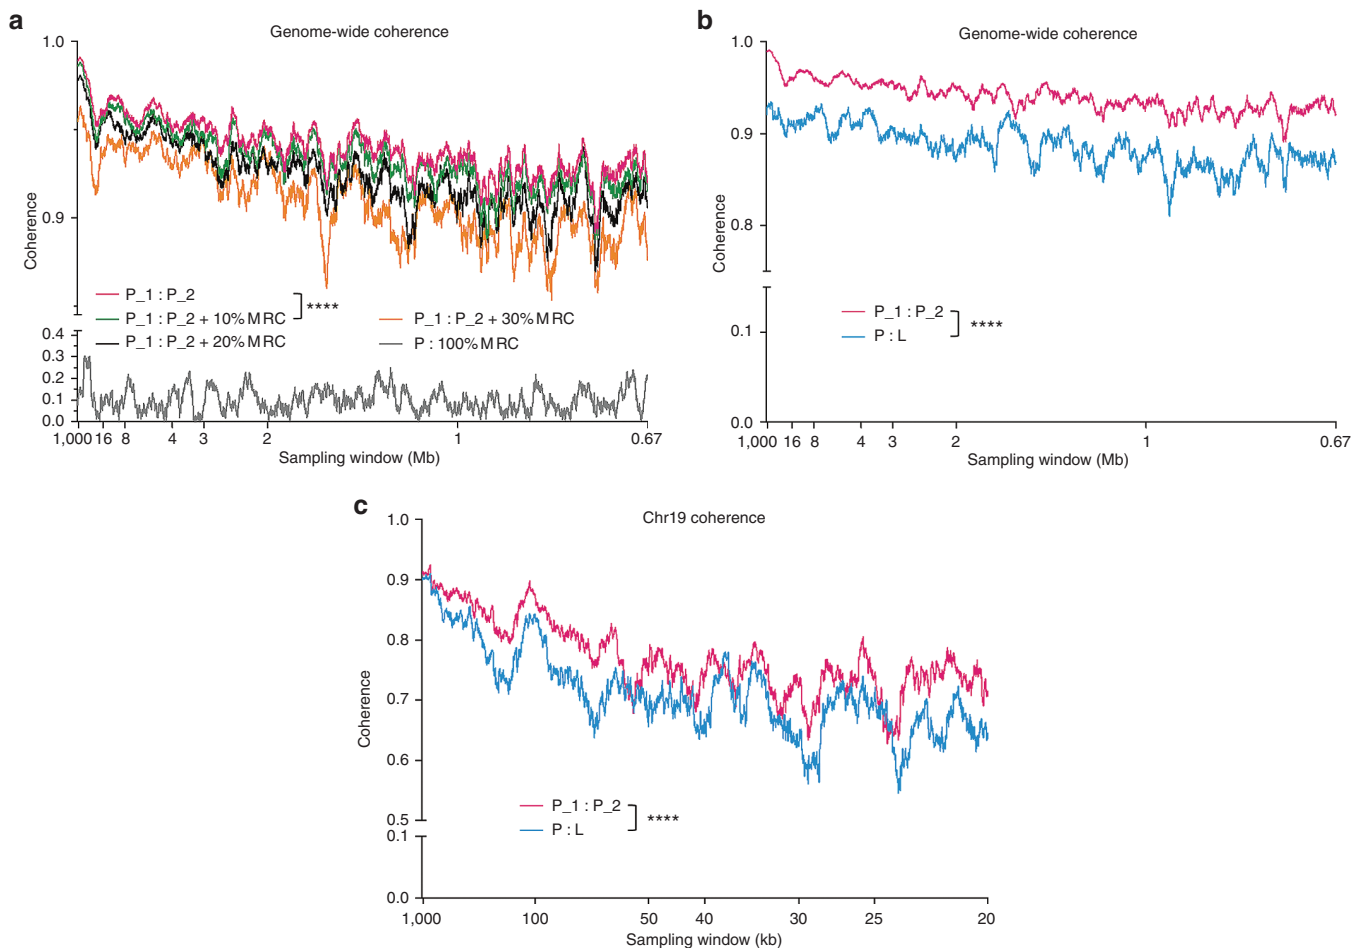 a
Genome-wide coherence
1.0
0.9
Coherence
P_1 : P_2
****
P_1 : P_2 + 10% MRC
P_1 : P_2 + 20% MRC
P_1 : P_2 + 30% MRC
P : 100% MRC
0.4
0.3
0.2
0.1
0.0
1,000 16 8 4 3 2 1 0.67
Sampling window (Mb)
b
Genome-wide coherence
1.0
0.9
0.8
Coherence
P_1 : P_2
P : L
****
0.1
0.0
1,000 16 8 4 3 2 1 0.67
Sampling window (Mb)
c
Chr19 coherence
1.0
0.9
0.8
0.7
0.6
0.5
Coherence
P_1 : P_2
P : L
****
0.1
0.0
1,000 100 50 40 30 25 20
Sampling window (kb)